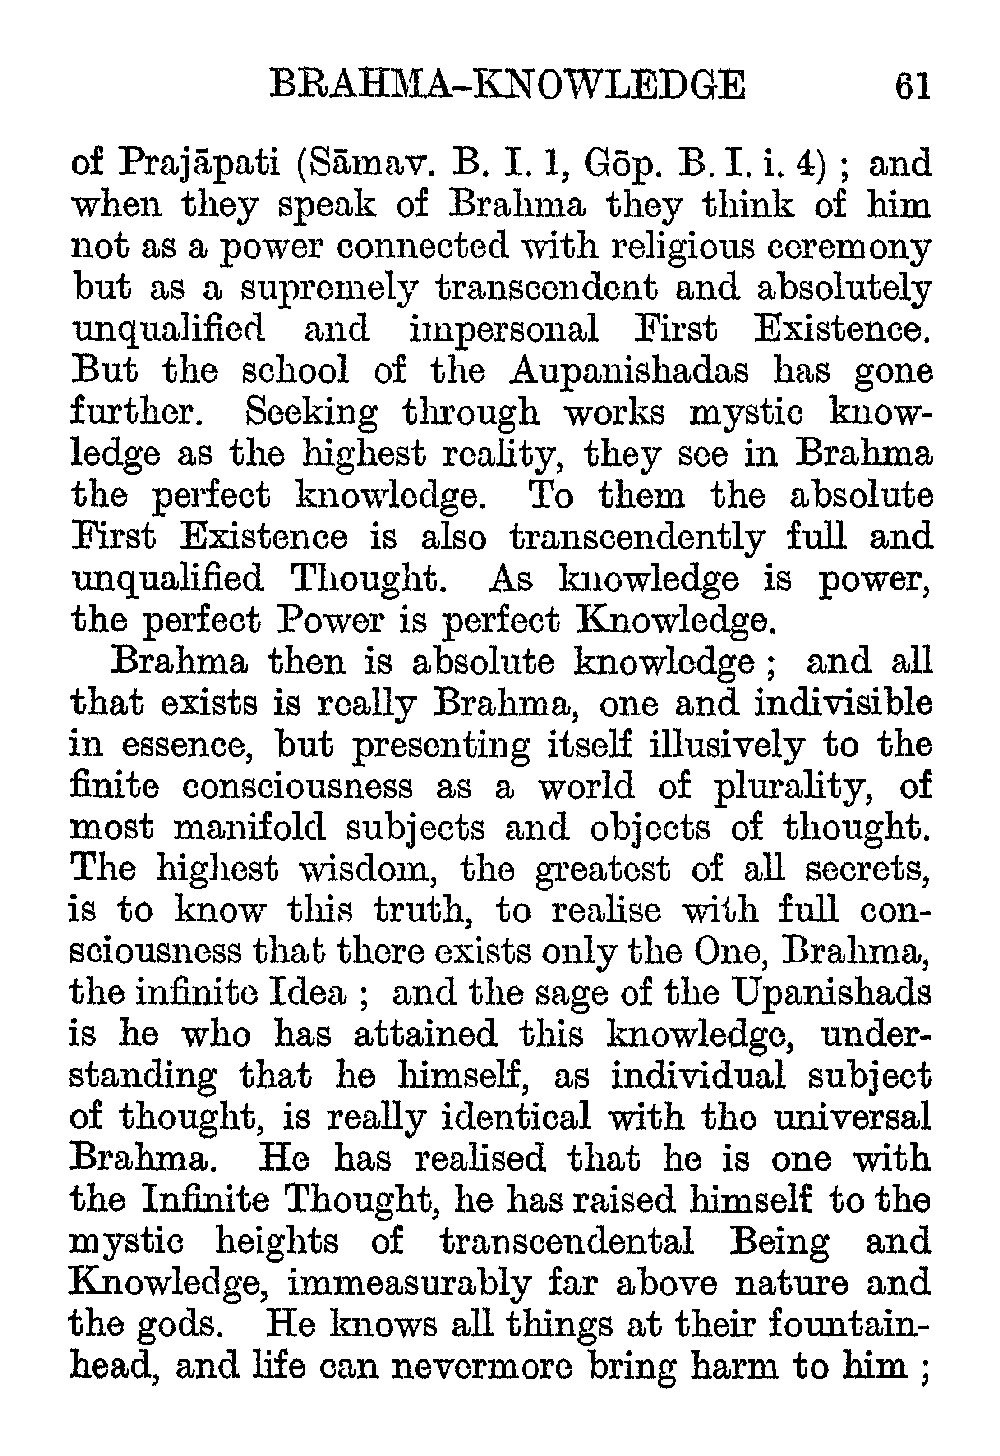 BRAHMA-KNOWLEDGE 61
of Prajāpati (Sāmav. B. I. 1, Gōp. B. I. i. 4) ; and
when they speak of Brahma they think of him
not as a power connected with religious ceremony
but as a supremely transcendent and absolutely
unqualified and impersonal First Existence.
But the school of the Aupanishadas has gone
further. Seeking through works mystic know-
ledge as the highest reality, they see in Brahma
the perfect knowledge. To them the absolute
First Existence is also transcendently full and
unqualified Thought. As knowledge is power,
the perfect Power is perfect Knowledge.
Brahma then is absolute knowledge ; and all
that exists is really Brahma, one and indivisible
in essence, but presenting itself illusively to the
finite consciousness as a world of plurality, of
most manifold subjects and objects of thought.
The highest wisdom, the greatest of all secrets,
is to know this truth, to realise with full con-
sciousness that there exists only the One, Brahma,
the infinite Idea ; and the sage of the Upanishads
is he who has attained this knowledge, under-
standing that he himself, as individual subject
of thought, is really identical with the universal
Brahma. He has realised that he is one with
the Infinite Thought, he has raised himself to the
mystic heights of transcendental Being and
Knowledge, immeasurably far above nature and
the gods. He knows all things at their fountain-
head, and life can nevermore bring harm to him ;